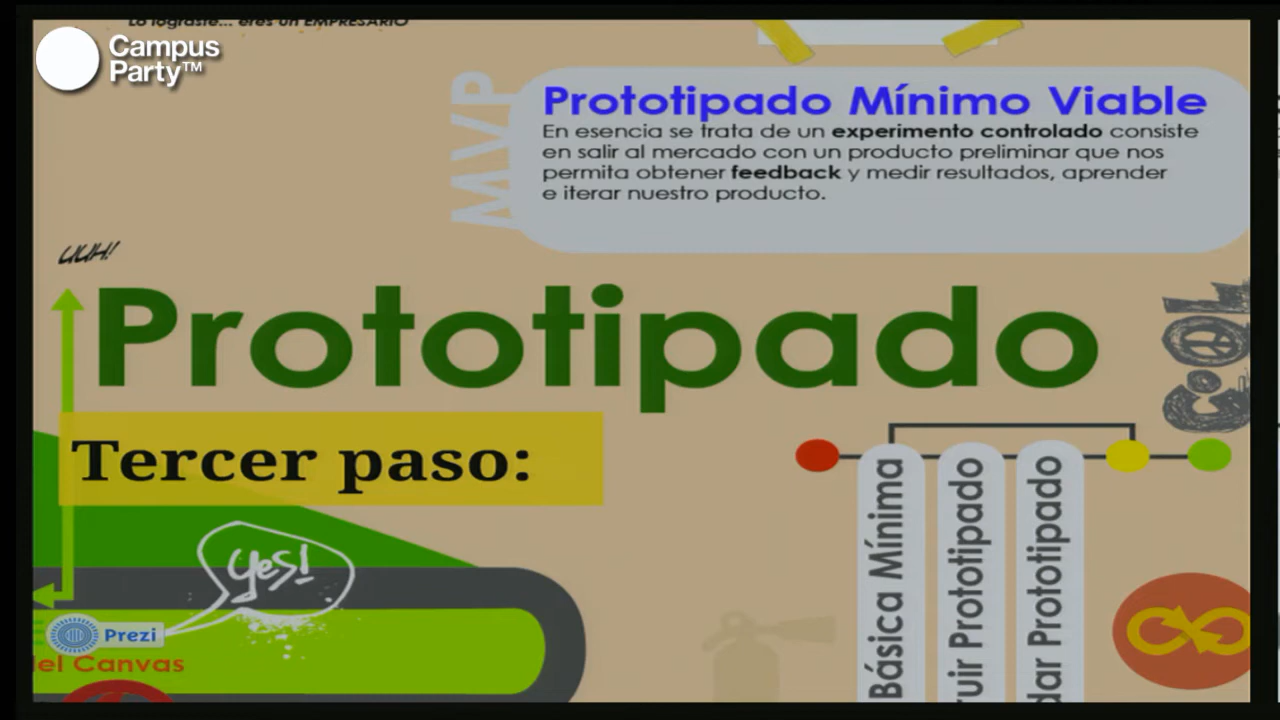 Lo lograste... eres un EMPRESARIO
Campus
Party™
MVP
Prototipado Mínimo Viable
En esencia se trata de un experimento controlado consiste
en salir al mercado con un producto preliminar que nos
permita obtener feedback y medir resultados, aprender
e iterar nuestro producto.
UUH!
Prototipado
Tercer paso:
Básica Mínima
Prototipado
Prototipado
Yes!
Prezi
Canvas